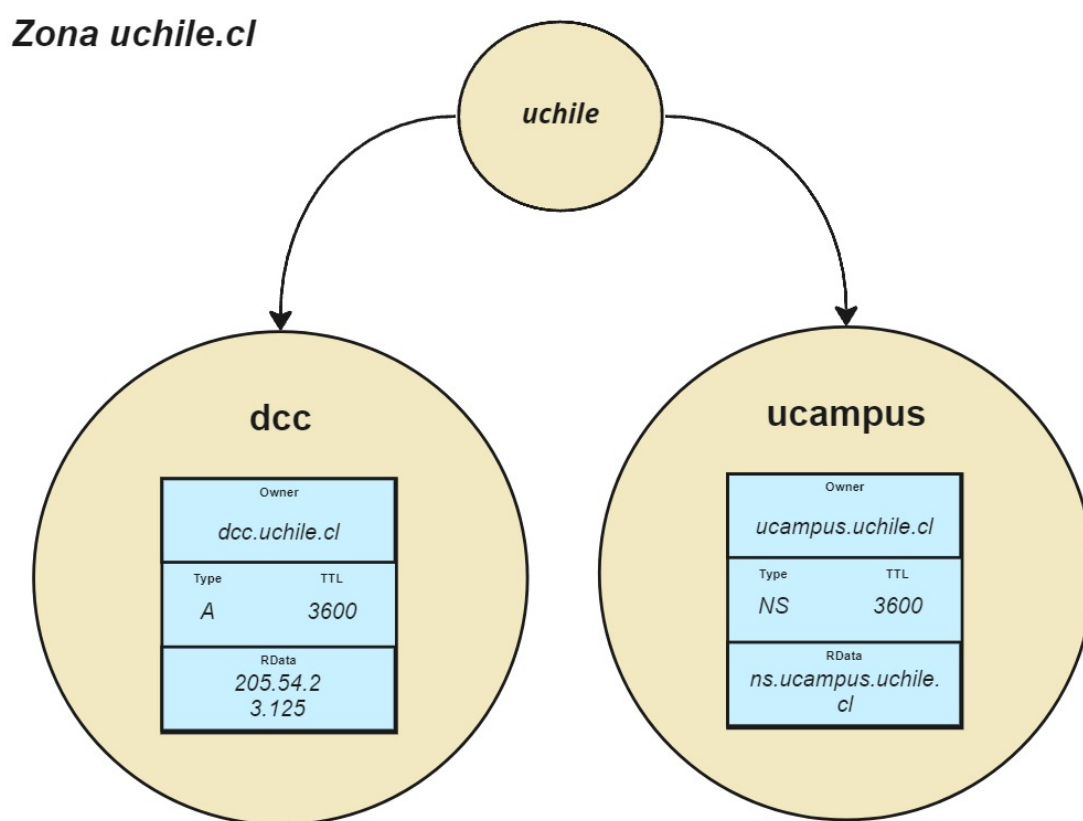 Zona uchile.cl
uchile
dcc
Owner
dcc.uchile.cl
Type TTL
A 3600
RData
205.54.2
3.125
ucampus
Owner
ucampus.uchile.cl
Type TTL
NS 3600
RData
ns.ucampus.uchile.
cl